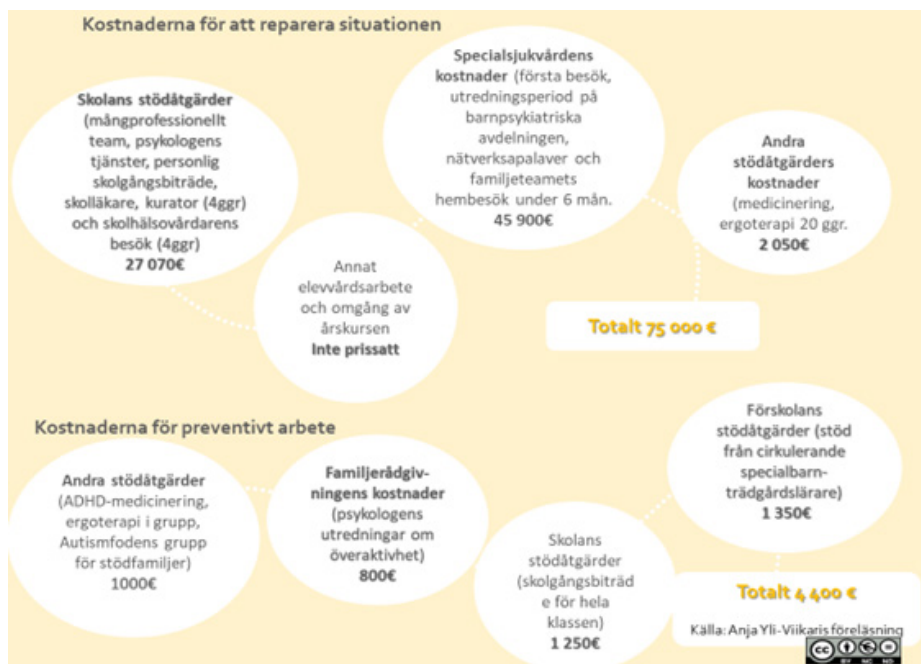 Kostnaderna för att reparera situationen
Skolans stödåtgärder
(mångprofessionellt
team, psykologens
tjänster, personlig
skolgångsbiträde,
skolläkare, kurator (4ggr)
och skolhälsovårdarens
besök (4ggr)
27 070€
Annat
elevvårdsarbete
och omgång av
årskursen
Inte prissatt
Specialsjukvårdens
kostnader (första besök,
utredningsperiod på
barnpsykiatriska
avdelningen,
nätverksapalaver och
familjeteamets
hembesök under 6 mån.
45 900€
Andra
stödåtgärders
kostnader
(medicinering,
ergoterapi 20 ggr.
2 050€
Totalt 75 000 €
Kostnaderna för preventivt arbete
Andra stödåtgärder
(ADHD-medicinering,
ergoterapi i grupp,
Autismfodens grupp
för stödfamiljer)
1000€
Familjerådgiv-
ningens kostnader
(psykologens
utredningar om
överaktivhet)
800€
Skolans
stödåtgärder
(skolgångsbiträd
e för hela
klassen)
1 250€
Förskolans
stödåtgärder (stöd
från cirkulerande
specialbarn-
trädgårdslärare)
1 350€
Totalt 4 400 €
Källa: Anja Yli-Viikaris föreläsning
cc
BY NC ND